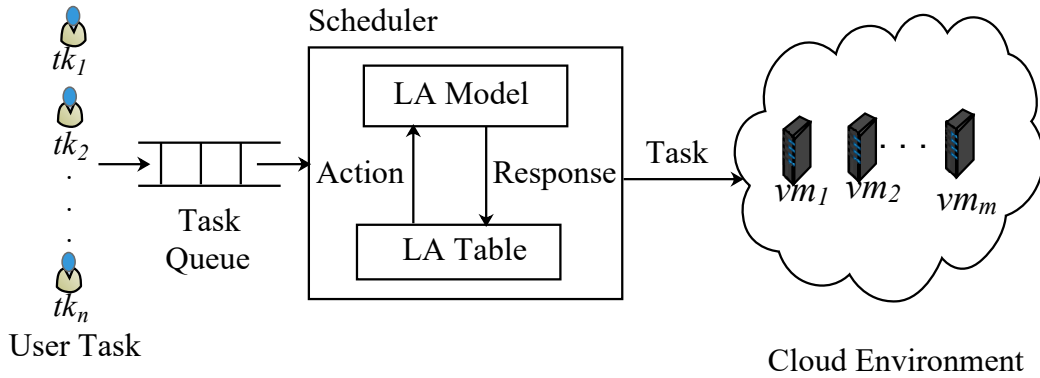 Scheduler
tk₁
tk₂
.
.
.
tkₙ
User Task
Task
Queue
LA Model
Action
Response
LA Table
Task
. . .
vm₁
vm₂
vmₘ
Cloud Environment